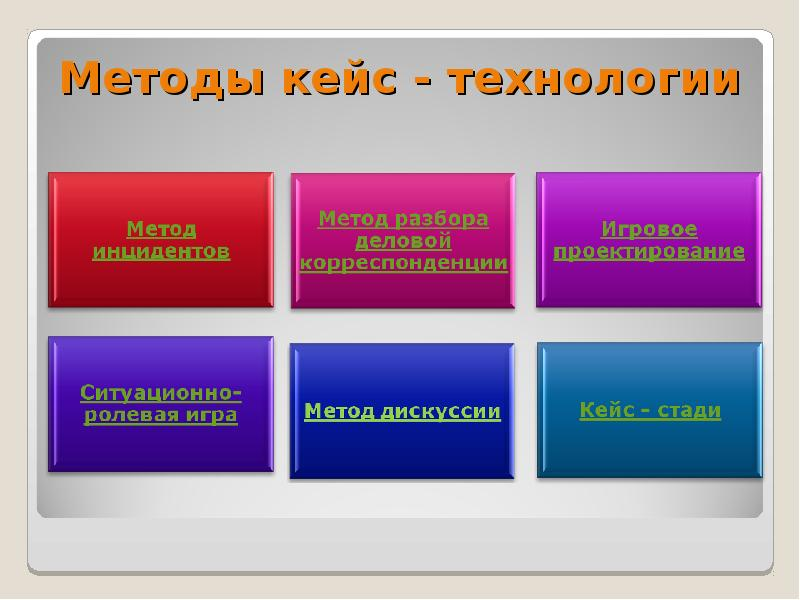 Методы кейс - технологии
Метод
инцидентов
Метод разбора
деловой
корреспонденции
Игровое
проектирование
Ситуационно-
ролевая игра
Метод дискуссии
Кейс – стади